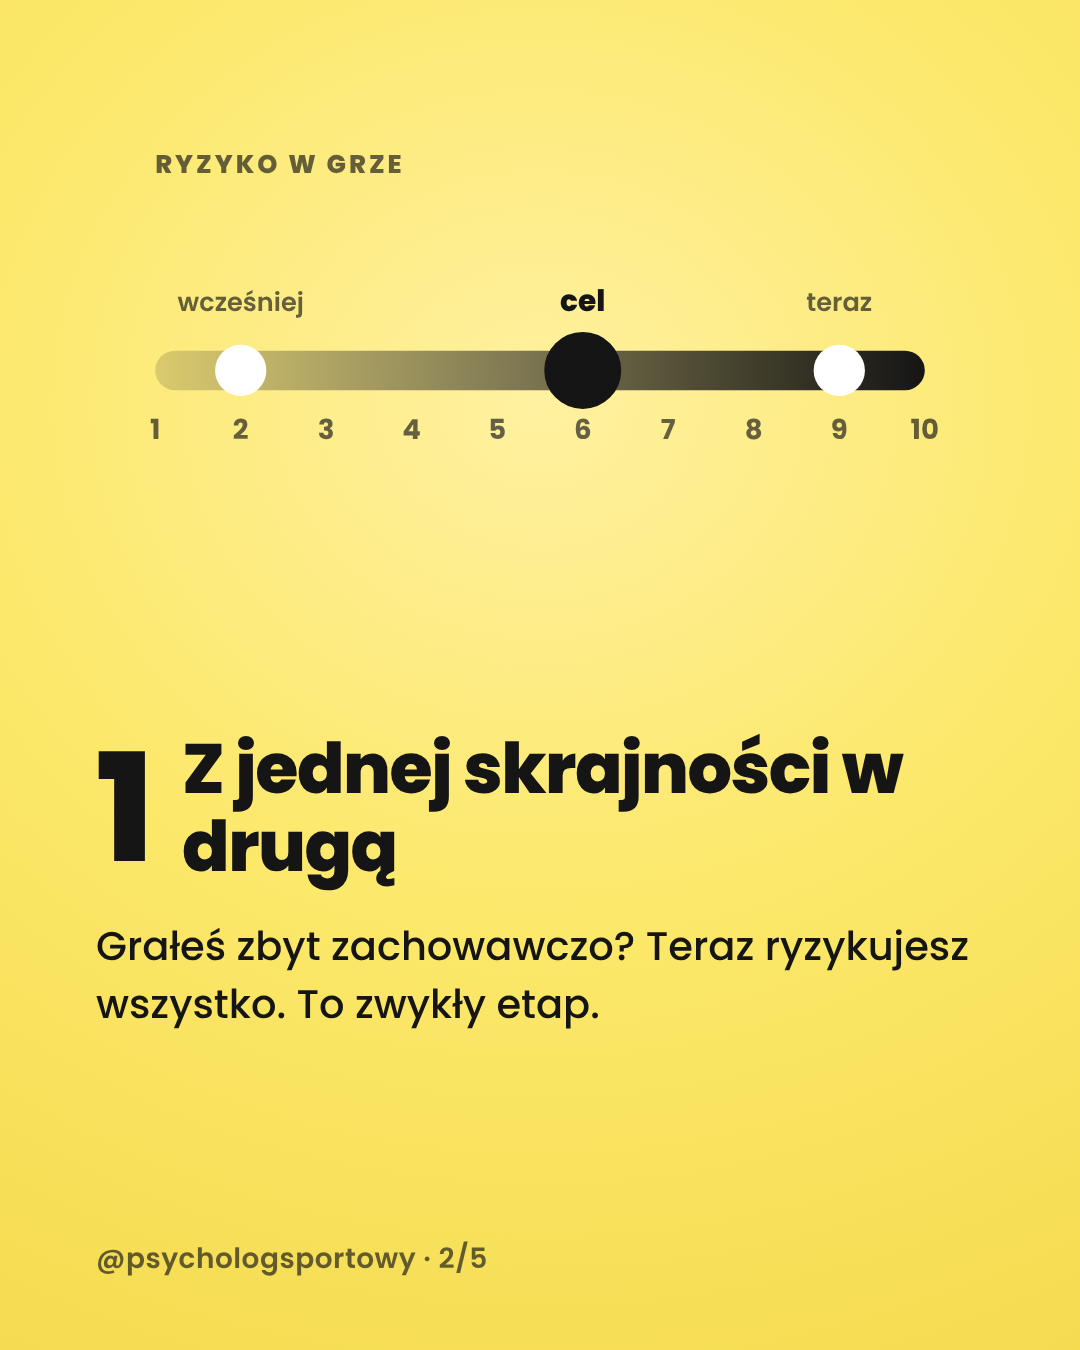 RYZYKO W GRZE
wcześniej cel teraz
1 2 3 4 5 6 7 8 9 10
1 Z jednej skrajności w
drugą
Grałeś zbyt zachowawczo? Teraz ryzykujesz
wszystko. To zwykły etap.
@psychologsportowy · 2/5